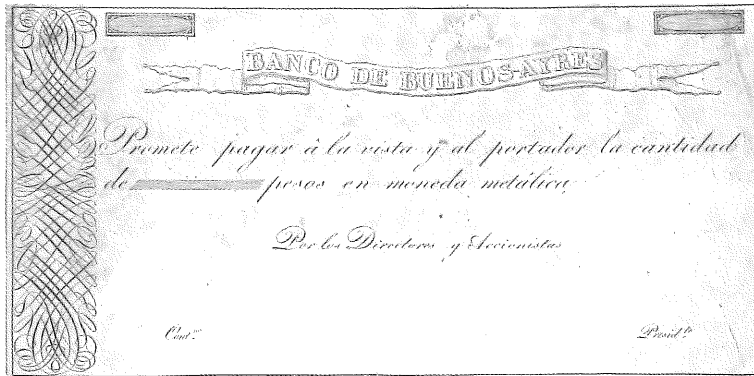 BANCO DE BUENOS-AYRES
Promete pagar â la vista y al portador la cantidad
de pesos en moneda metálica
Por los Directores y Accionistas
Cont.or Presid.te